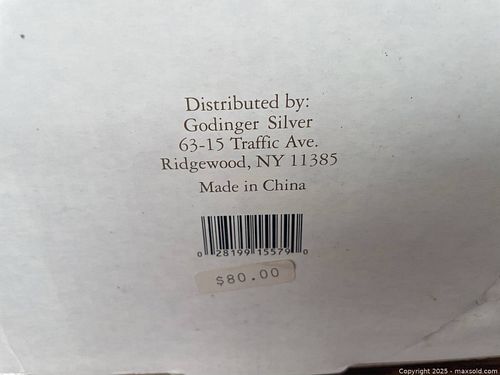 Distributed by:
Godinger Silver
63-15 Traffic Ave.
Ridgewood, NY 11385
Made in China
0 28199 15579 0
$80.00
Copyright 2025 - maxsold.com